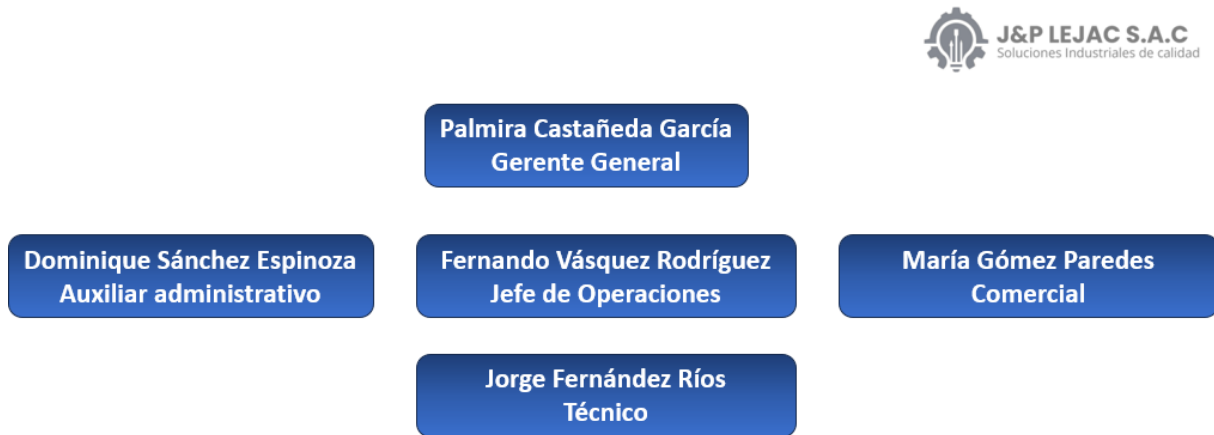 J&P LEJAC S.A.C
Soluciones Industriales de calidad
Palmira Castañeda García
Gerente General
Dominique Sánchez Espinoza
Auxiliar administrativo
Fernando Vásquez Rodríguez
Jefe de Operaciones
María Gómez Paredes
Comercial
Jorge Fernández Ríos
Técnico